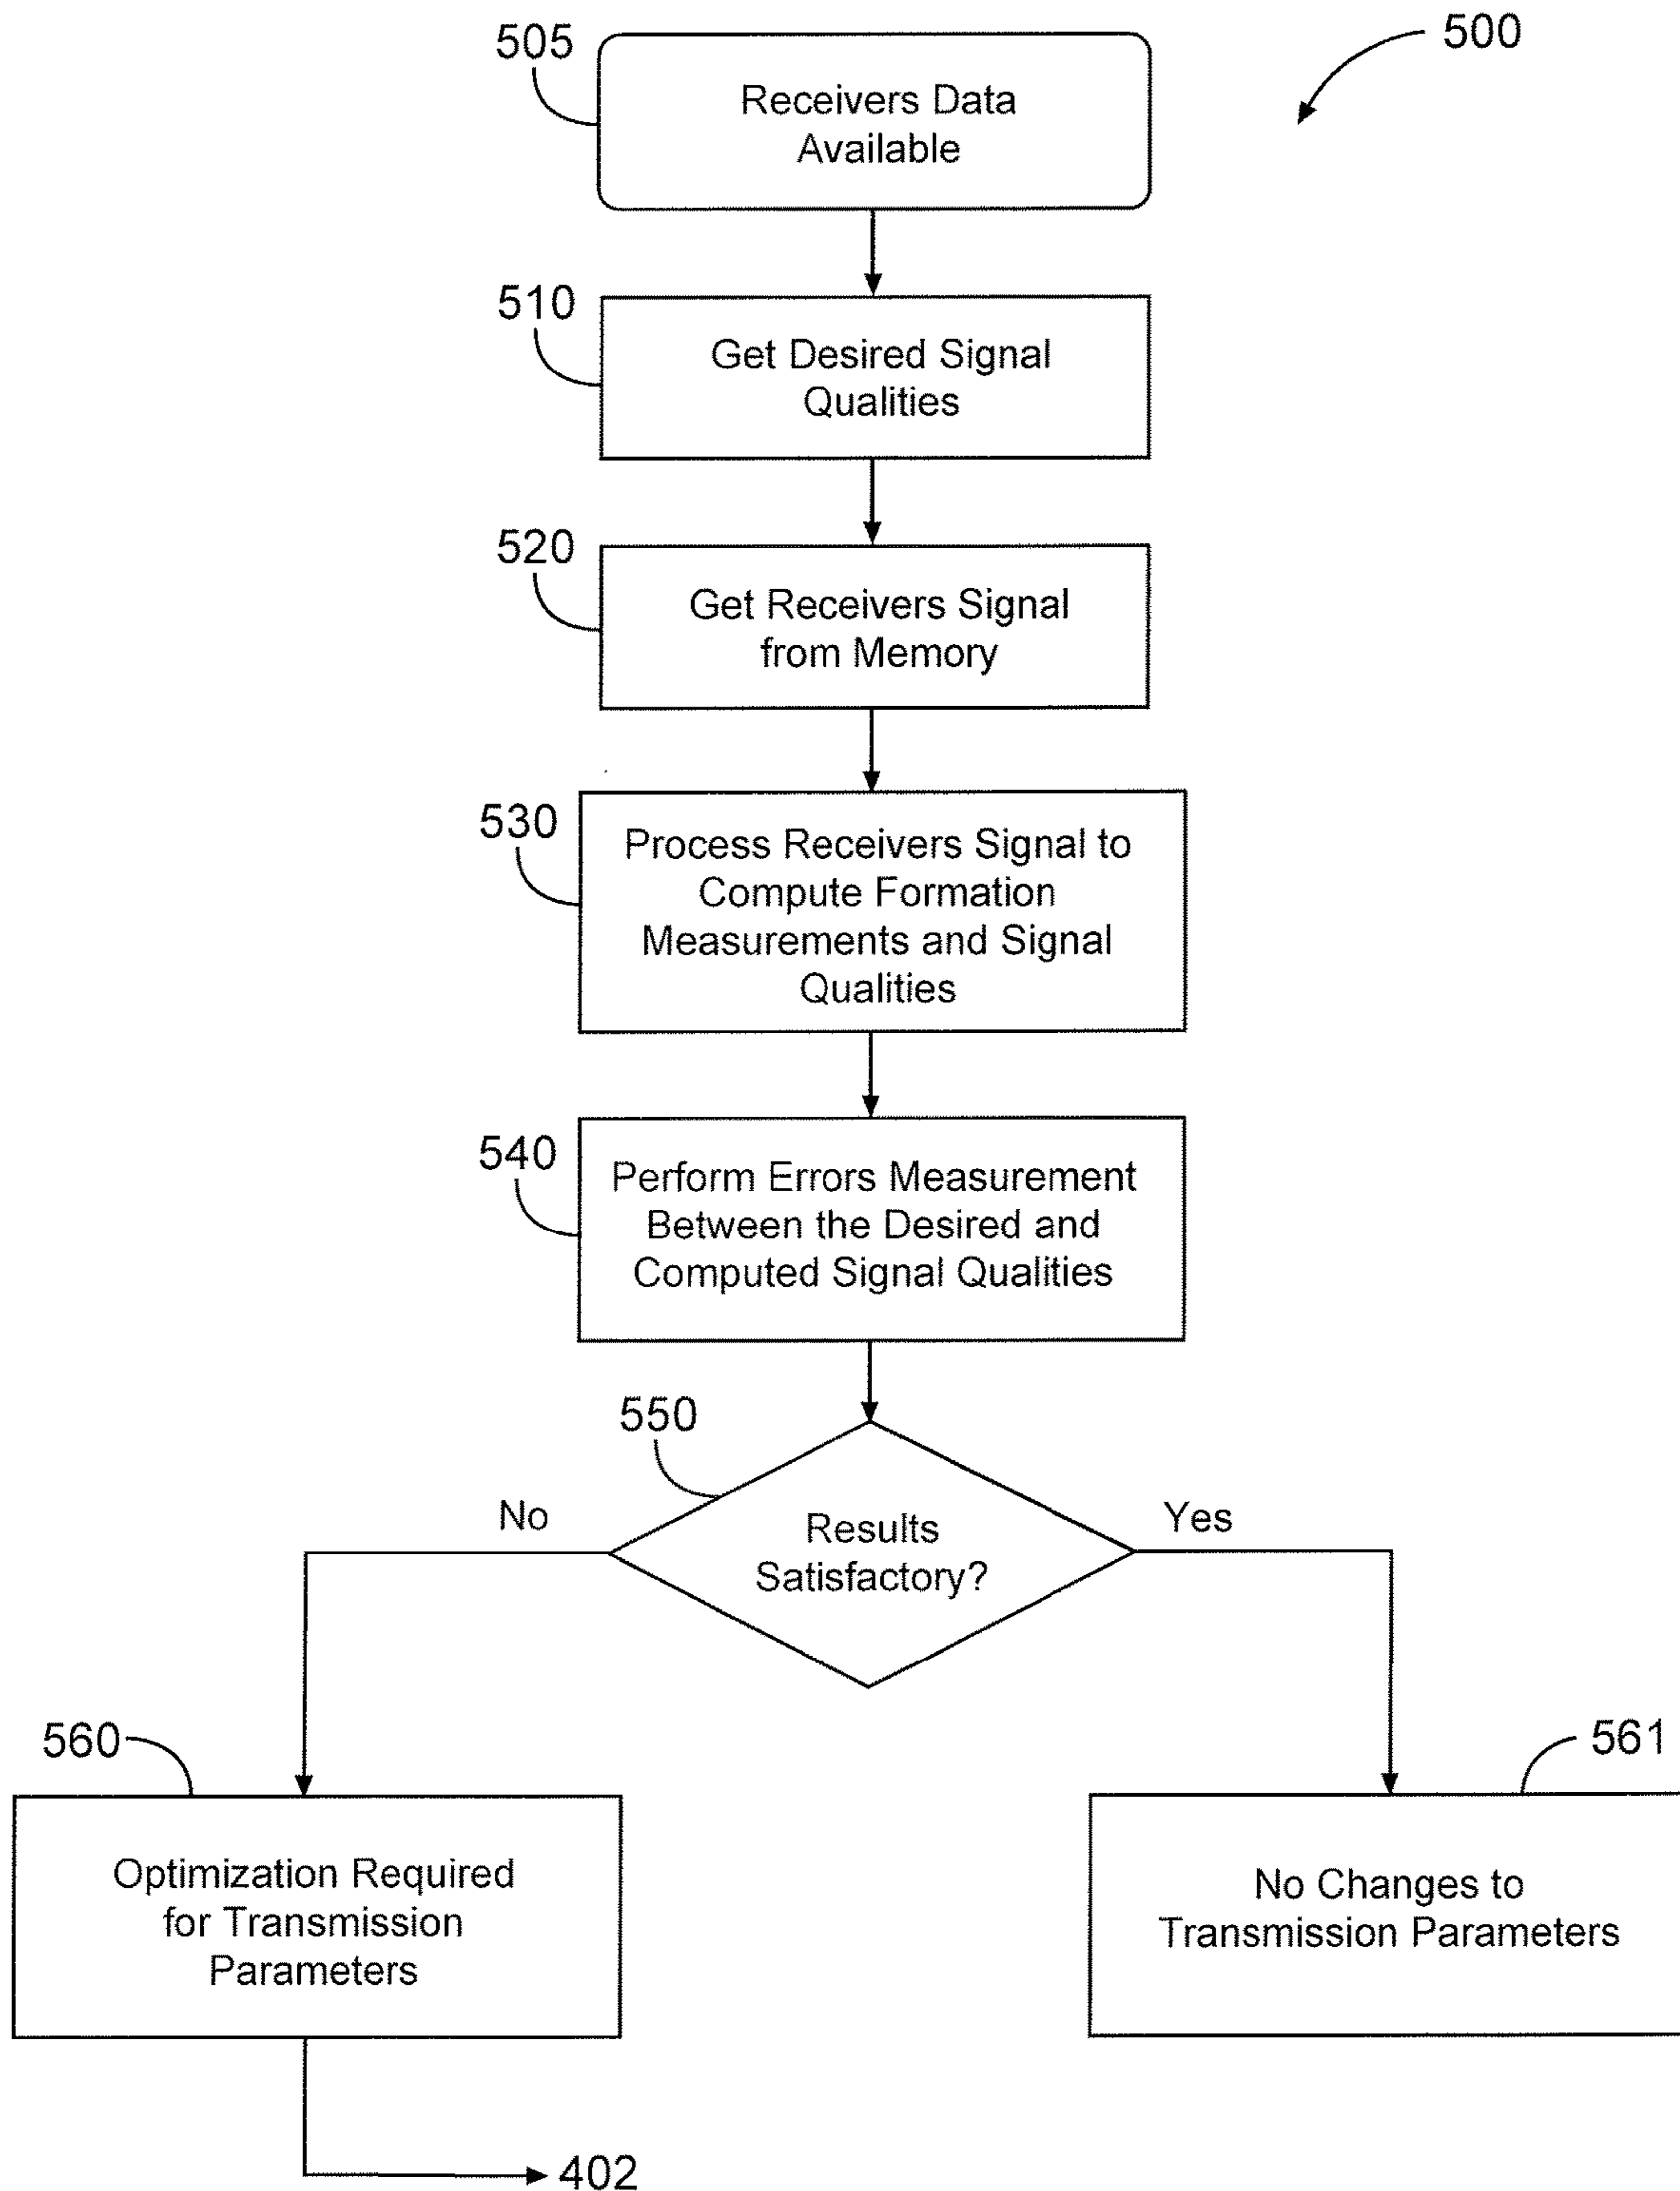 500
505
Receivers Data
Available
510
Get Desired Signal
Qualities
520
Get Receivers Signal
from Memory
530
Process Receivers Signal to
Compute Formation
Measurements and Signal
Qualities
540
Perform Errors Measurement
Between the Desired and
Computed Signal Qualities
550
No
Results
Satisfactory?
Yes
560
Optimization Required
for Transmission
Parameters
561
No Changes to
Transmission Parameters
402